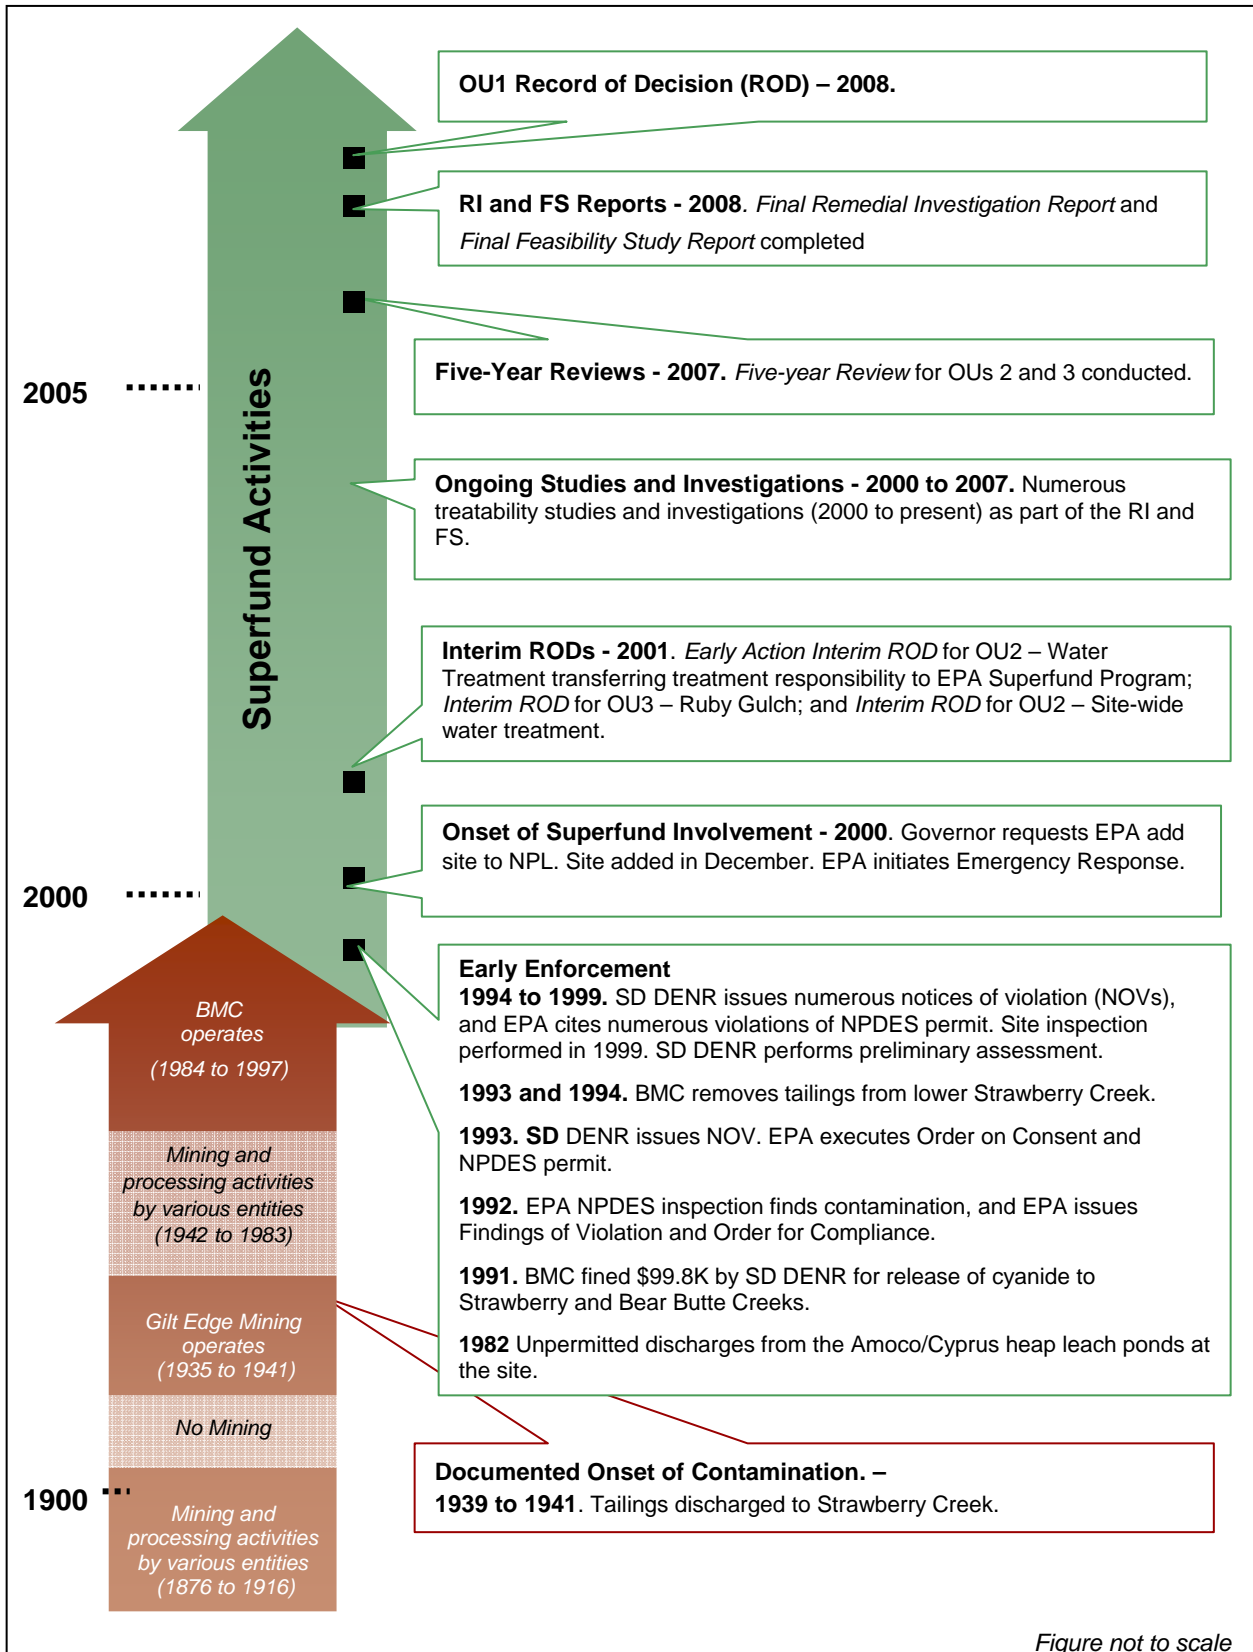 OU1 Record of Decision (ROD) – 2008.
RI and FS Reports - 2008. Final Remedial Investigation Report and
Final Feasibility Study Report completed
Five-Year Reviews - 2007. Five-year Review for OUs 2 and 3 conducted.
2005
Superfund Activities
Ongoing Studies and Investigations - 2000 to 2007. Numerous
treatability studies and investigations (2000 to present) as part of the RI and
FS.
Interim RODs - 2001. Early Action Interim ROD for OU2 – Water
Treatment transferring treatment responsibility to EPA Superfund Program;
Interim ROD for OU3 – Ruby Gulch; and Interim ROD for OU2 – Site-wide
water treatment.
Onset of Superfund Involvement - 2000. Governor requests EPA add
site to NPL. Site added in December. EPA initiates Emergency Response.
2000
Early Enforcement
1994 to 1999. SD DENR issues numerous notices of violation (NOVs),
and EPA cites numerous violations of NPDES permit. Site inspection
performed in 1999. SD DENR performs preliminary assessment.
1993 and 1994. BMC removes tailings from lower Strawberry Creek.
1993. SD DENR issues NOV. EPA executes Order on Consent and
NPDES permit.
1992. EPA NPDES inspection finds contamination, and EPA issues
Findings of Violation and Order for Compliance.
1991. BMC fined $99.8K by SD DENR for release of cyanide to
Strawberry and Bear Butte Creeks.
1982 Unpermitted discharges from the Amoco/Cyprus heap leach ponds at
the site.
BMC
operates
(1984 to 1997)
Mining and
processing activities
by various entities
(1942 to 1983)
Gilt Edge Mining
operates
(1935 to 1941)
No Mining
Documented Onset of Contamination. –
1939 to 1941. Tailings discharged to Strawberry Creek.
1900
Mining and
processing activities
by various entities
(1876 to 1916)
Figure not to scale